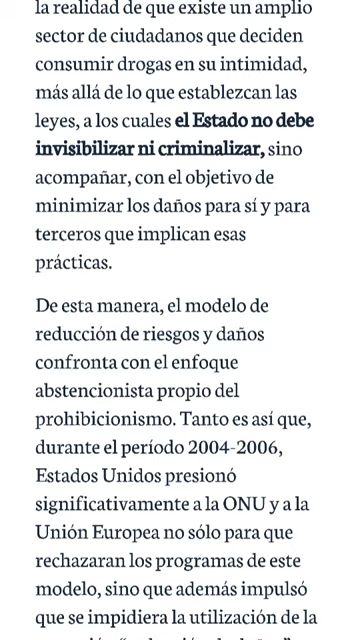 la realidad de que existe un amplio
sector de ciudadanos que deciden
consumir drogas en su intimidad,
más allá de lo que establezcan las
leyes, a los cuales el Estado no debe
invisibilizar ni criminalizar, sino
acompañar, con el objetivo de
minimizar los daños para sí y para
terceros que implican esas
prácticas.
De esta manera, el modelo de
reducción de riesgos y daños
confronta con el enfoque
abstencionista propio del
prohibicionismo. Tanto es así que,
durante el período 2004-2006,
Estados Unidos presionó
significativamente a la ONU y a la
Unión Europea no sólo para que
rechazaran los programas de este
modelo, sino que además impulsó
que se impidiera la utilización de la